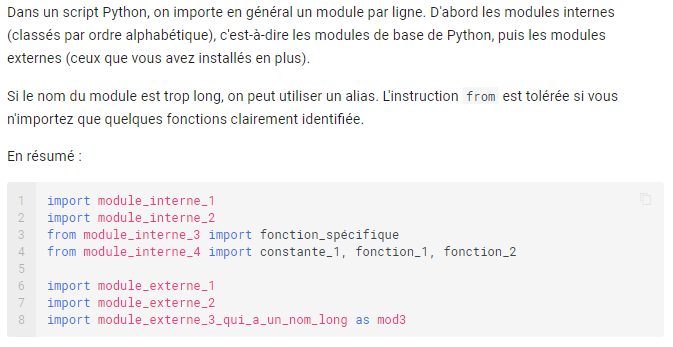 Dans un script Python, on importe en général un module par ligne. D'abord les modules internes
(classés par ordre alphabétique), c'est-à-dire les modules de base de Python, puis les modules
externes (ceux que vous avez installés en plus).
Si le nom du module est trop long, on peut utiliser un alias. L'instruction from est tolérée si vous
n'importez que quelques fonctions clairement identifiée.
En résumé :
1 import module_interne_1
2 import module_interne_2
3 from module_interne_3 import fonction_spécifique
4 from module_interne_4 import constante_1, fonction_1, fonction_2
5
6 import module_externe_1
7 import module_externe_2
8 import module_externe_3_qui_a_un_nom_long as mod3